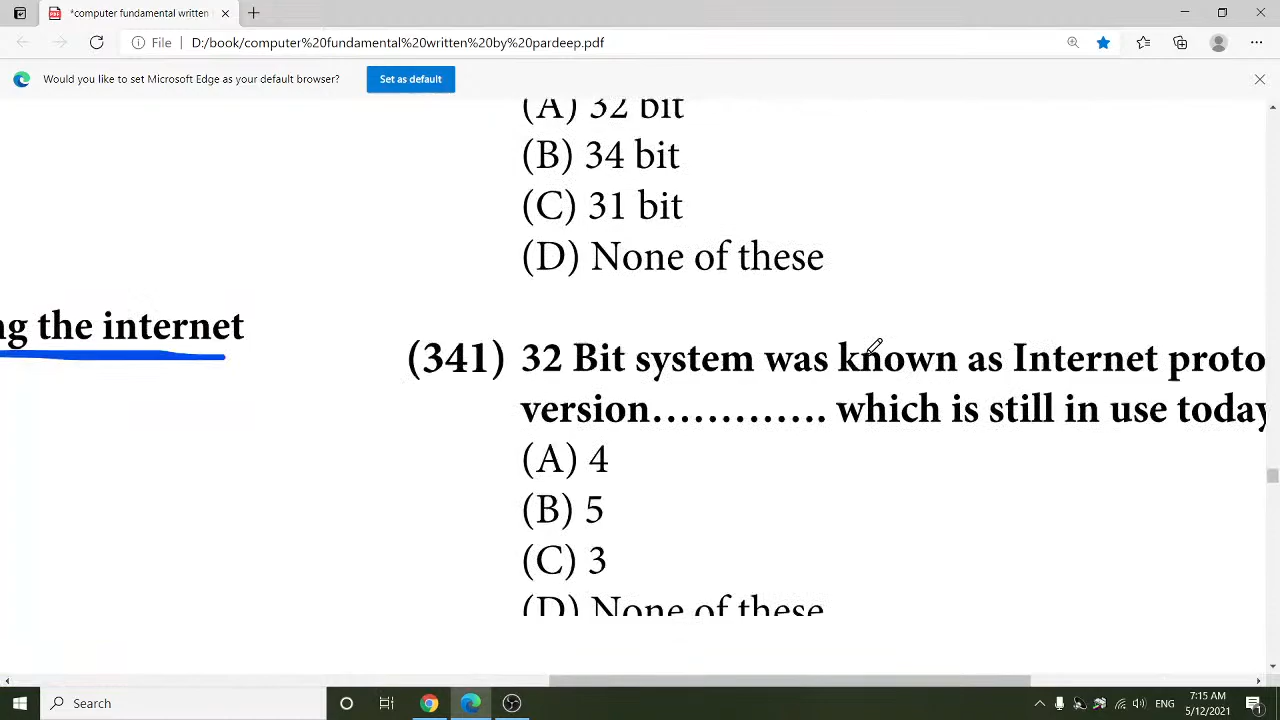 *computer fundamental written
File D:/book/computer%20fundamental%20written%20by%20pardeep.pdf
Would you like to set Microsoft Edge as your default browser? Set as default
(A) 32 bit
(B) 34 bit
(C) 31 bit
(D) None of these
ng the internet
(341) 32 Bit system was known as Internet proto
version............. which is still in use today
(A) 4
(B) 5
(C) 3
(D) None of these
Search
ENG
7:15 AM
5/12/2021